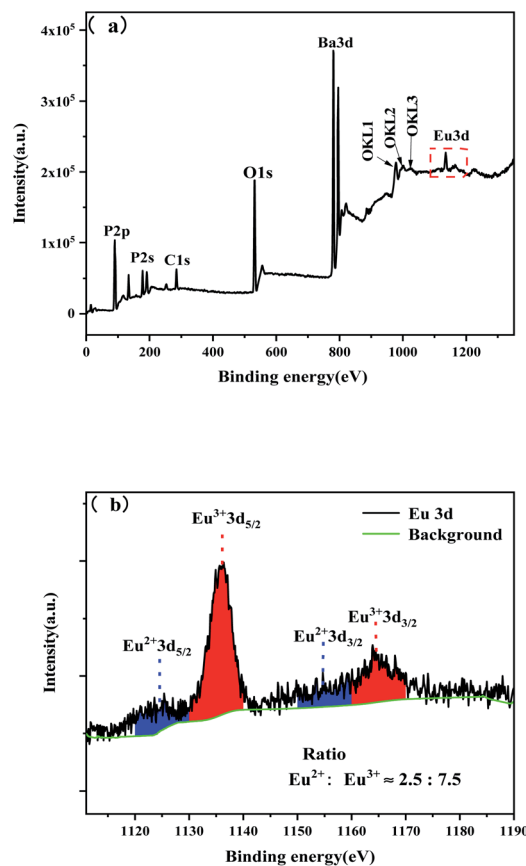 ( a )
Ba3d
4x10⁵
3x10⁵
2x10⁵
1x10⁵
0
Intensity(a.u.)
OKL1
OKL2
OKL3
Eu3d
O1s
P2p
P2s
C1s
0 200 400 600 800 1000 1200
Binding energy(eV)
( b )
Eu 3d
Background
Eu³⁺3d₅/₂
Eu²⁺3d₅/₂
Eu²⁺3d₃/₂
Eu³⁺3d₃/₂
Intensity(a.u.)
Ratio
Eu²⁺: Eu³⁺ ≈ 2.5 : 7.5
1120 1130 1140 1150 1160 1170 1180 1190
Binding energy(eV)